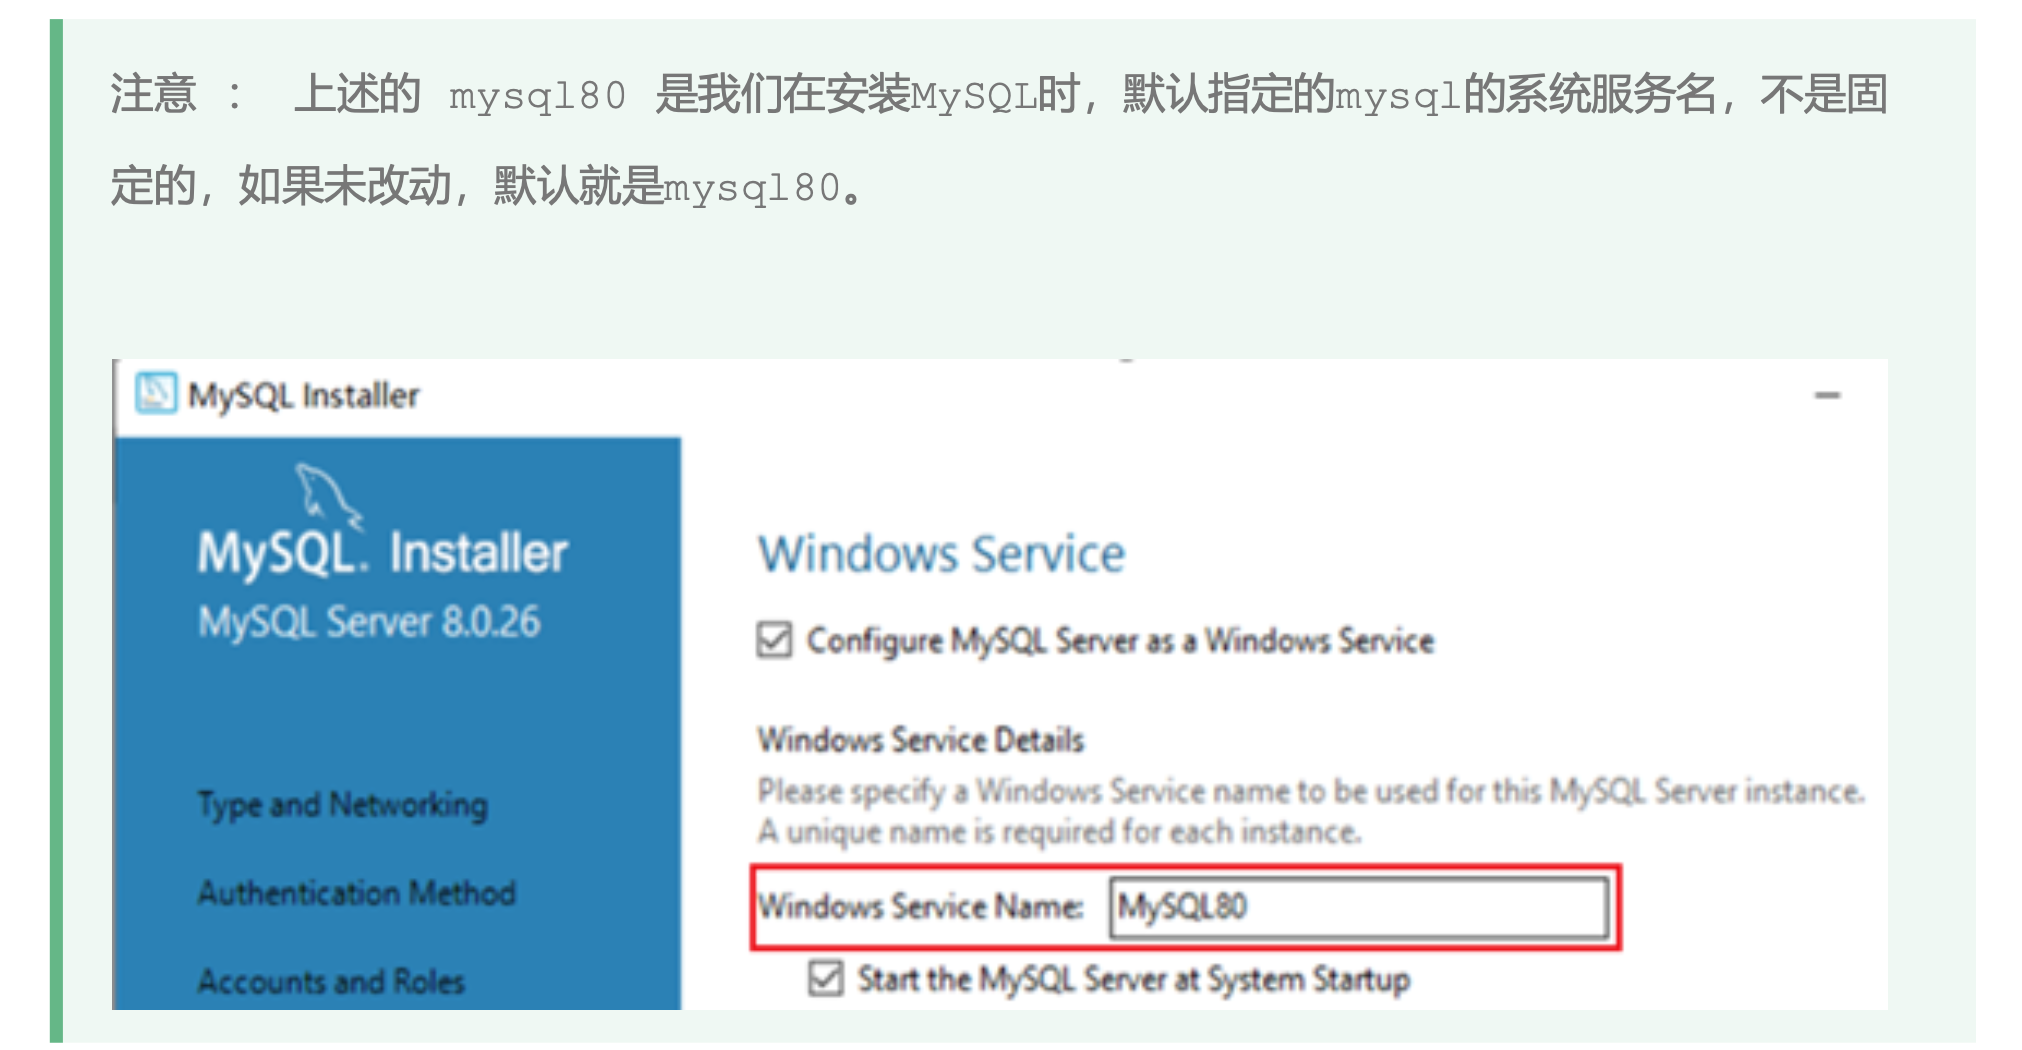 注意 ： 上述的 mysql80 是我们在安装MySQL时，默认指定的mysql的系统服务名，不是固
定的，如果未改动，默认就是mysql80。
MySQL Installer
MySQL. Installer
MySQL Server 8.0.26
Type and Networking
Authentication Method
Accounts and Roles
Windows Service
Configure MySQL Server as a Windows Service
Windows Service Details
Please specify a Windows Service name to be used for this MySQL Server instance.
A unique name is required for each instance.
Windows Service Name: MySQL80
Start the MySQL Server at System Startup